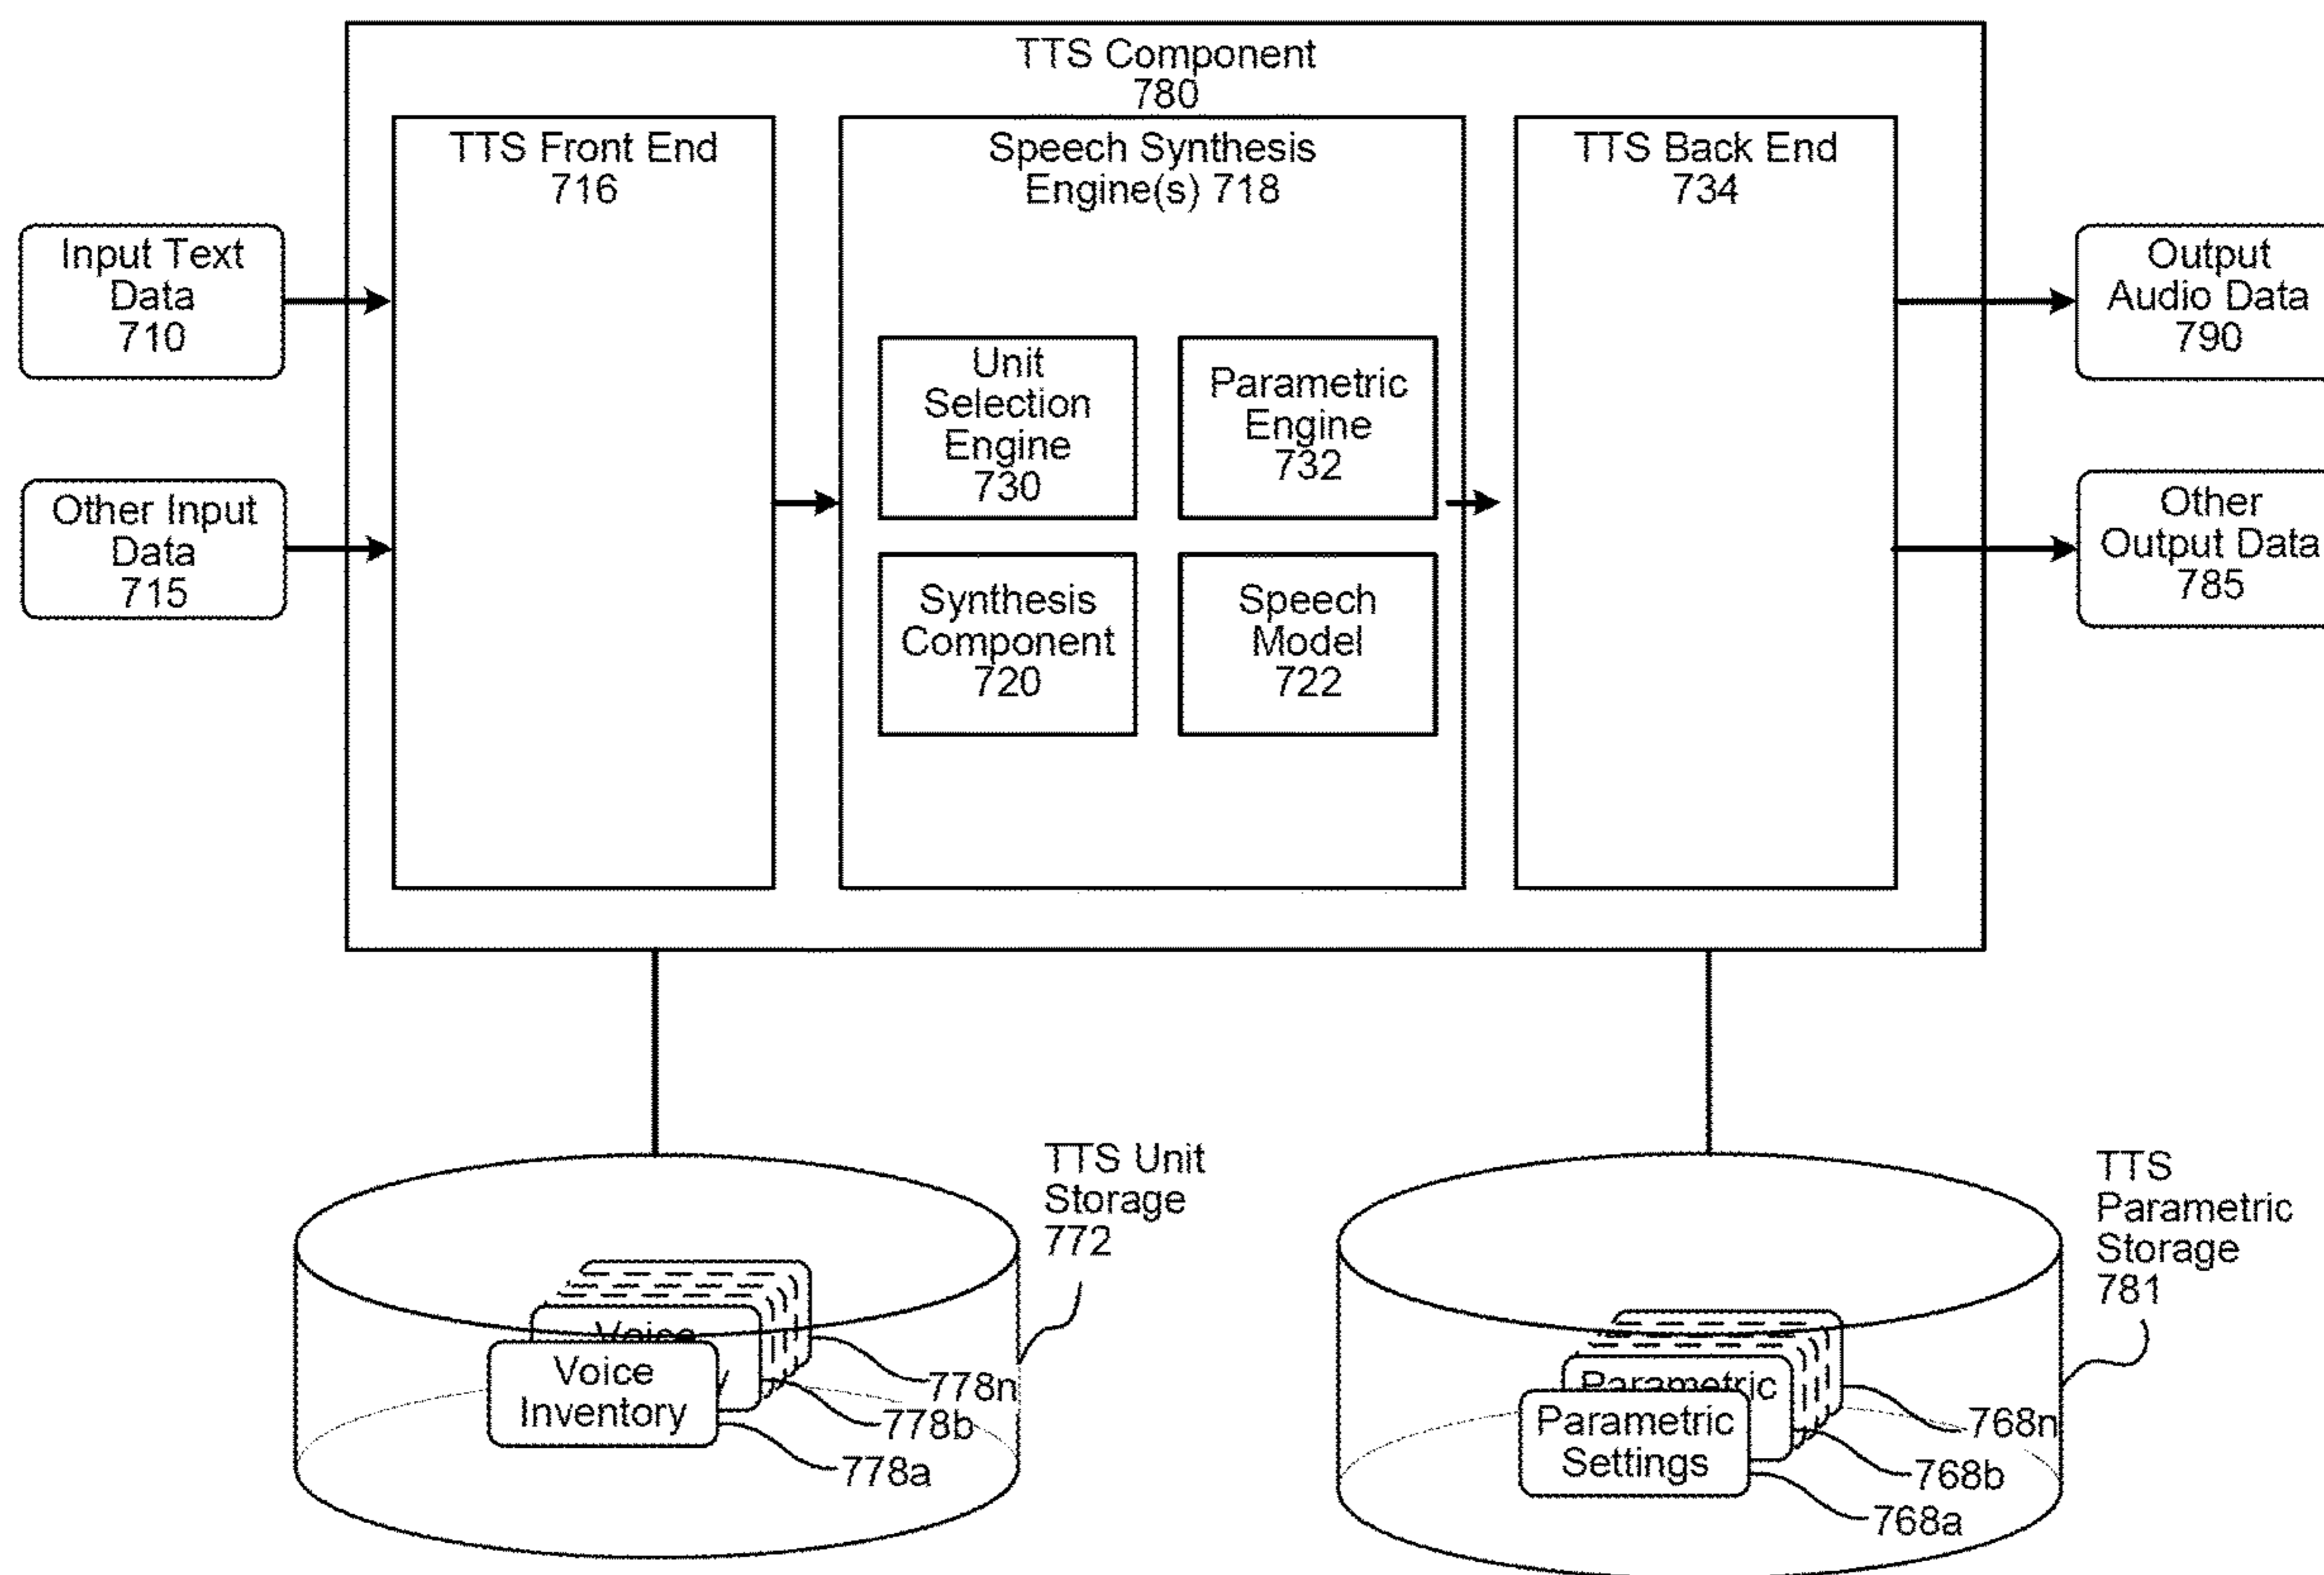 TTS Component
780
TTS Front End
716
Speech Synthesis
Engine(s) 718
TTS Back End
734
Input Text
Data
710
Other Input
Data
715
Unit
Selection
Engine
730
Parametric
Engine
732
Synthesis
Component
720
Speech
Model
722
Output
Audio Data
790
Other
Output Data
785
TTS Unit
Storage
772
Voice
Voice
Inventory
778n
778b
778a
TTS
Parametric
Storage
781
Parametric
Parametric
Settings
768n
768b
768a